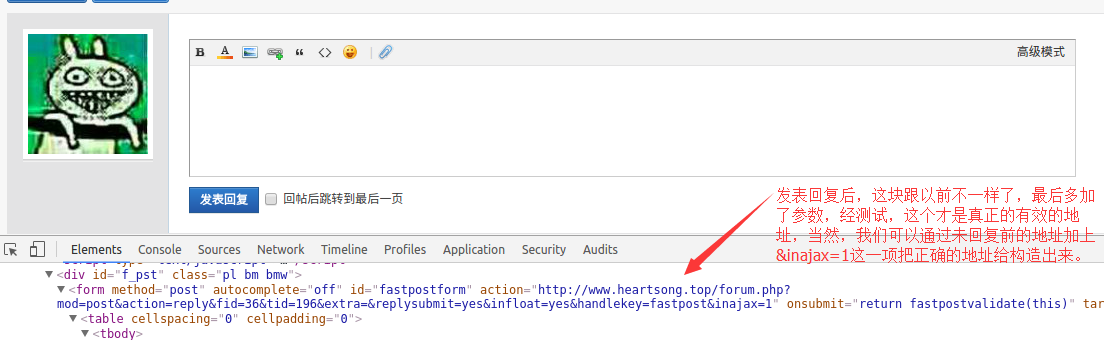 B A “ <> 高级模式
发表回复 回帖后跳转到最后一页
发表回复后，这块跟以前不一样了，最后多加
了参数，经测试，这个才是真正的有效的地
址，当然，我们可以通过未回复前的地址加上
&inajax=1这一项把正确的地址给构造出来。
Elements Console Sources Network Timeline Profiles Application Security Audits
<div id="f_pst" class="pl bm bmw">
<form method="post" autocomplete="off" id="fastpostform" action="http://www.heartsong.top/forum.php?
mod=post&action=reply&fid=36&tid=196&extra=&replysubmit=yes&infloat=yes&handlekey=fastpost&inajax=1" onsubmit="return fastpostvalidate(this)" tar
<table cellspacing="0" cellpadding="0">
<tbody>